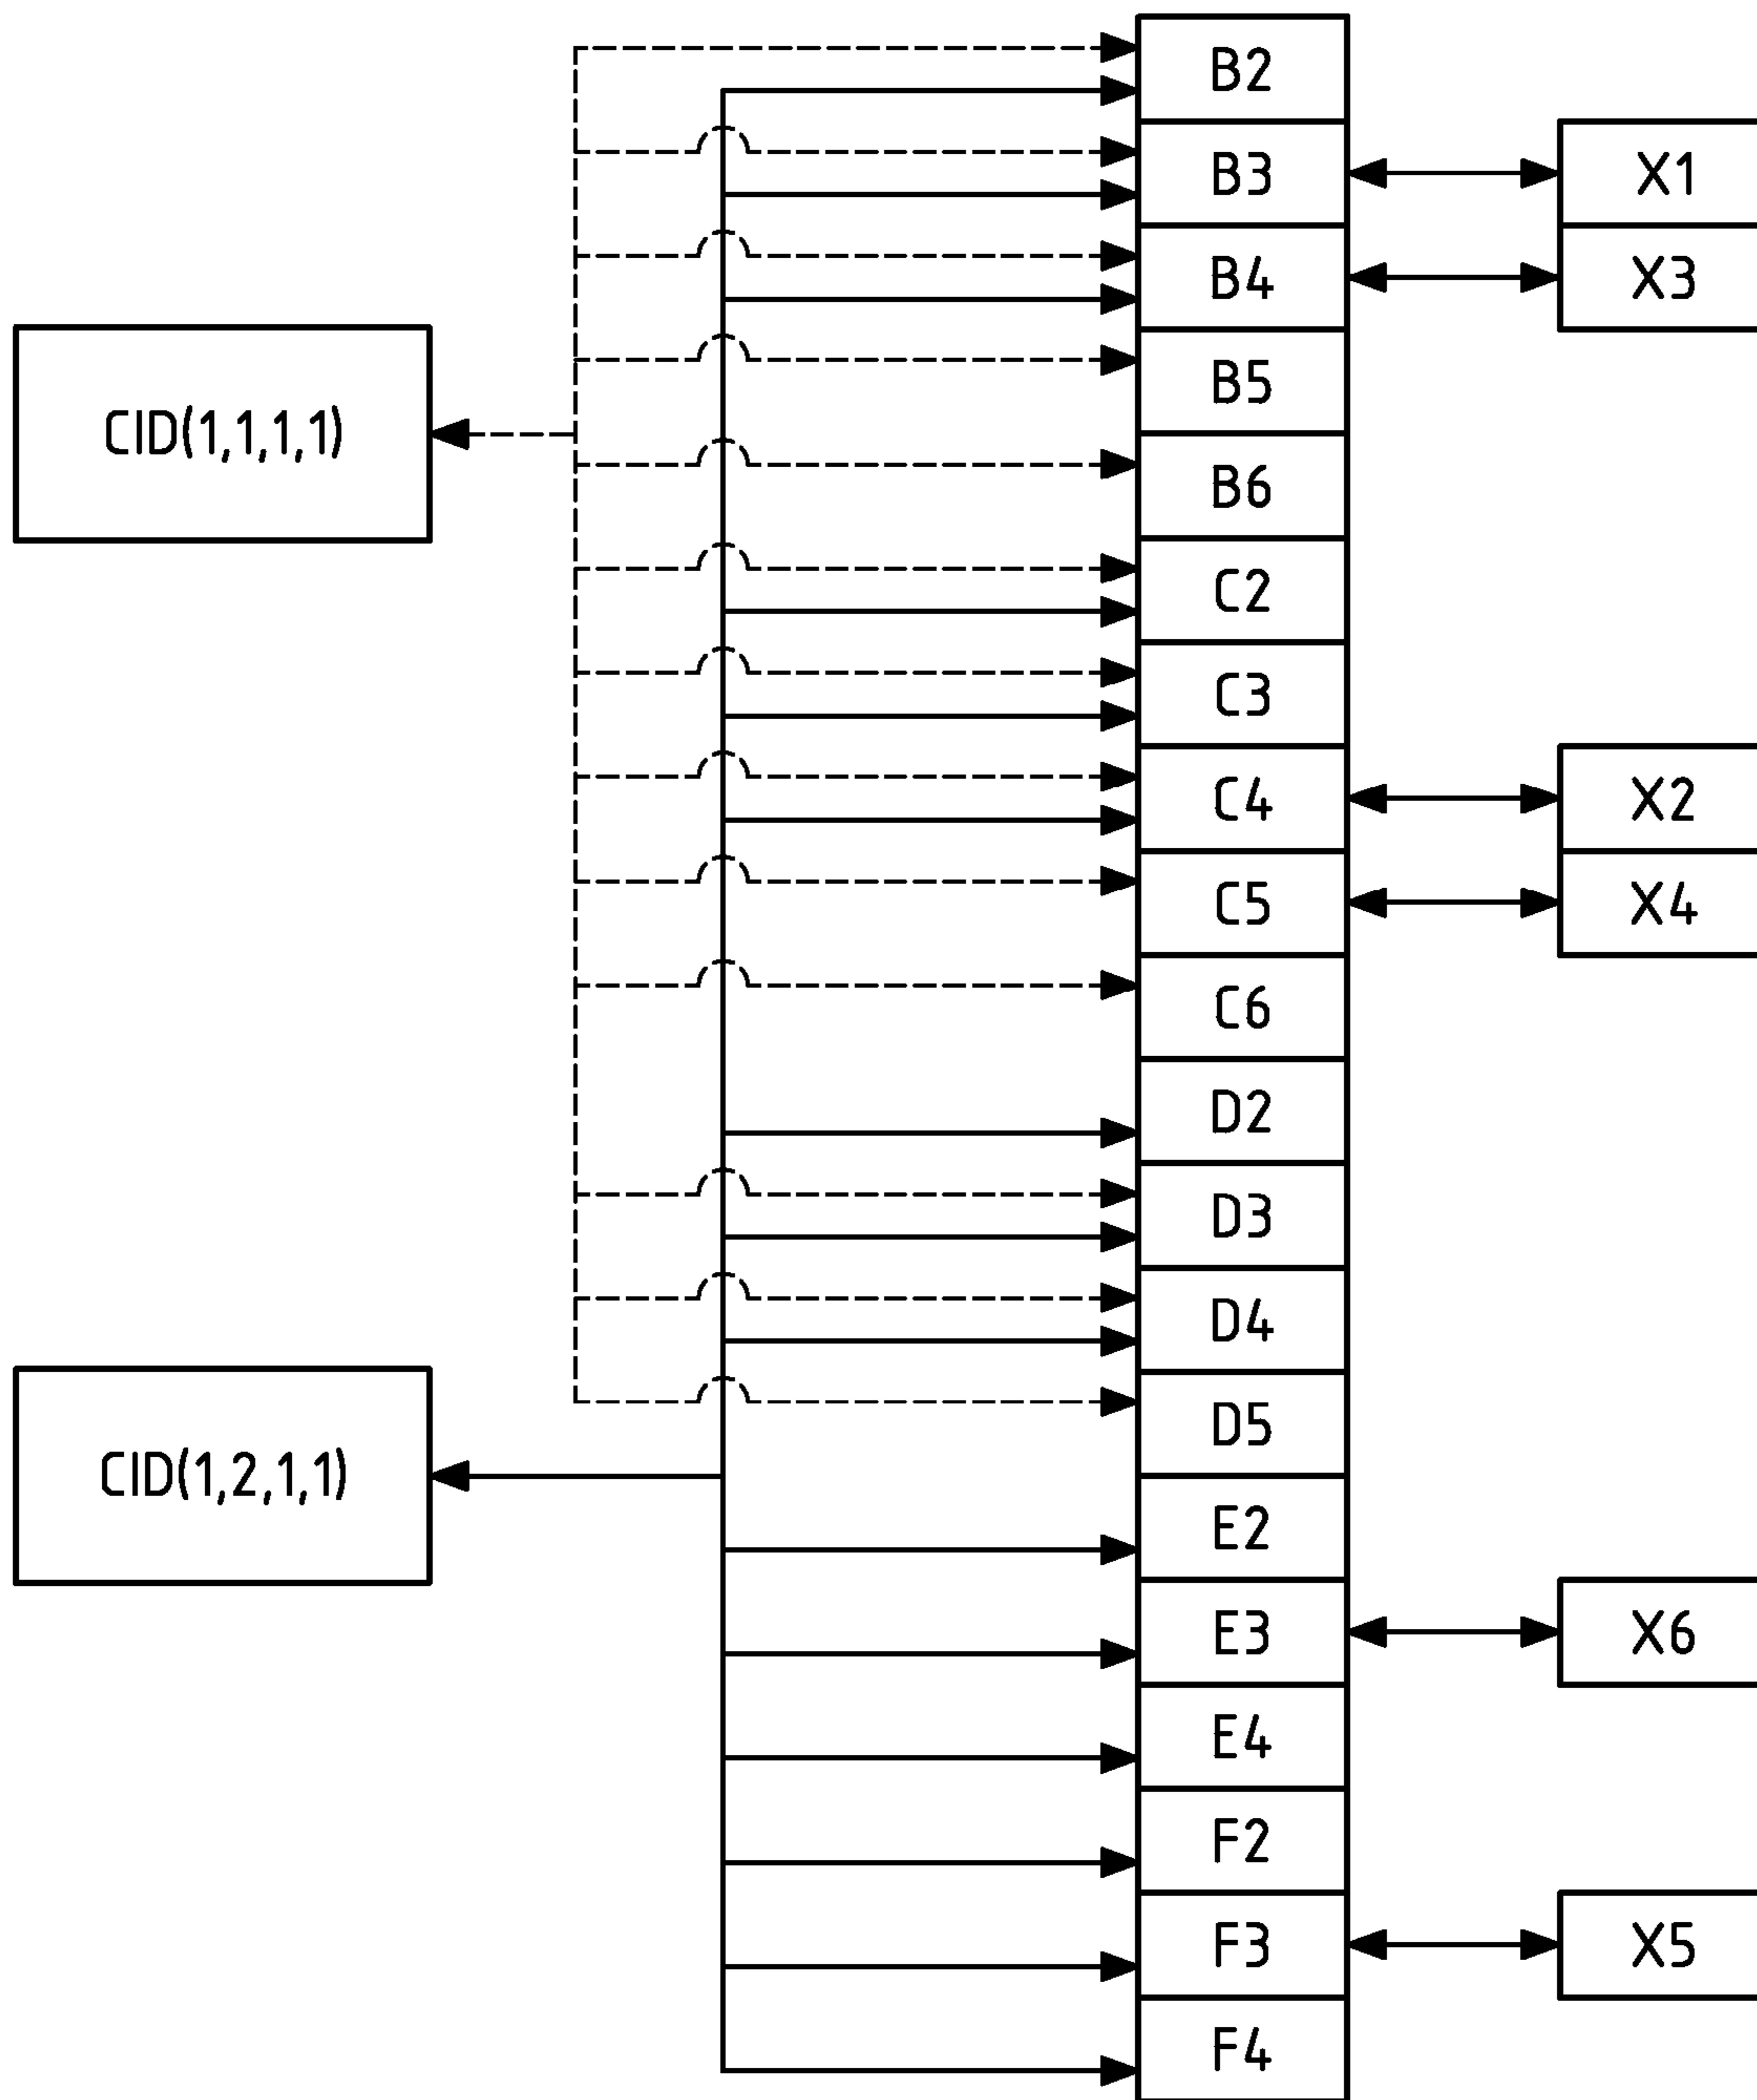 B2
B3 X1
B4 X3
B5
CID(1,1,1,1)
B6
C2
C3
C4 X2
C5 X4
C6
D2
D3
D4
D5
CID(1,2,1,1)
E2
E3 X6
E4
F2
F3 X5
F4